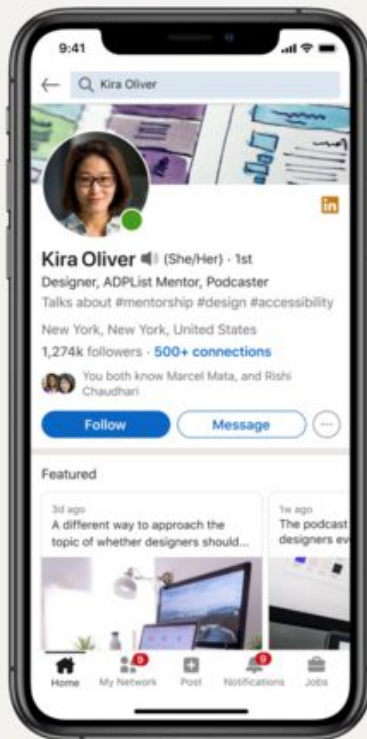 9:41
Kira Oliver
in
Kira Oliver (She/Her) · 1st
Designer, ADPList Mentor, Podcaster
Talks about #mentorship #design #accessibility
New York, New York, United States
1,274k followers · 500+ connections
You both know Marcel Mata, and Rishi
Chaudhari
Follow
Message
Featured
3d ago
A different way to approach the
topic of whether designers should...
1w ago
The podcast
designers ev
9
9
Home
My Network
Post
Notifications
Jobs